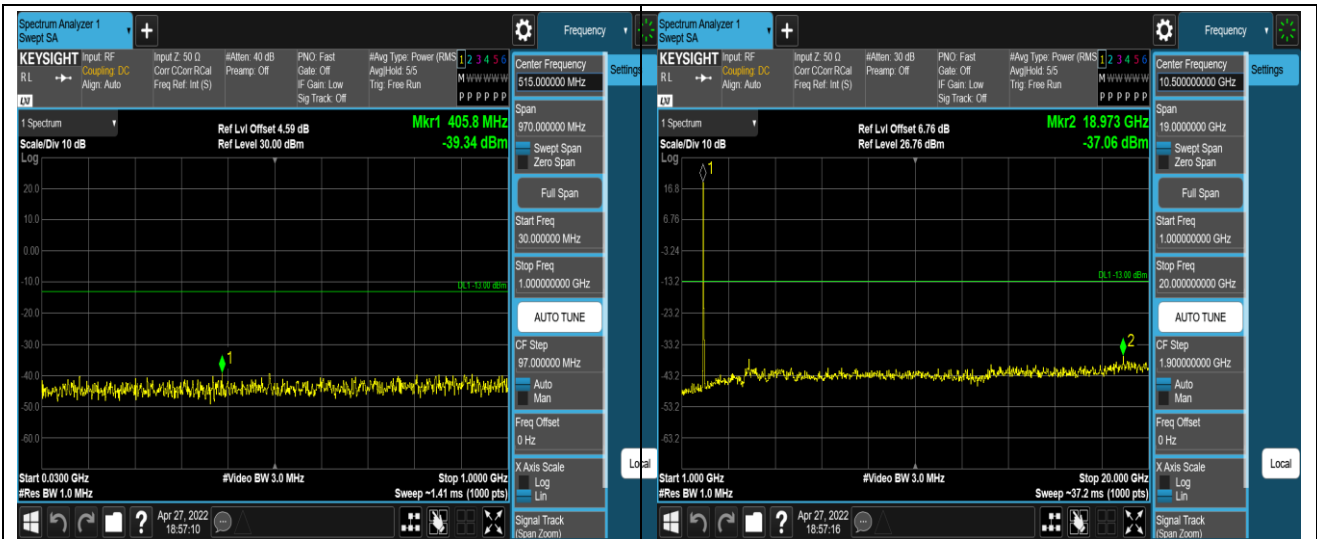 Spectrum Analyzer 1
Swept SA
Frequency
KEYSIGHT
RL
LXI
Input: RF
Coupling: DC
Align: Auto
Input Z: 50 Ω
Corr CCorr RCal
Freq Ref: Int (S)
#Atten: 40 dB
Preamp: Off
PNO: Fast
Gate: Off
IF Gain: Low
Sig Track: Off
#Avg Type: Power (RMS
Avg|Hold: 5/5
Trig: Free Run
1 2 3 4 5 6
M W W W W W
P P P P P P
Center Frequency
515.000000 MHz
Settings
Span
970.000000 MHz
Swept Span
Zero Span
Full Span
Start Freq
30.000000 MHz
Stop Freq
1.000000000 GHz
AUTO TUNE
CF Step
97.000000 MHz
Auto
Man
Freq Offset
0 Hz
X Axis Scale
Log
Lin
Local
Signal Track
(Span Zoom)
1 Spectrum
Scale/Div 10 dB
Log
Ref Lvl Offset 4.59 dB
Ref Level 30.00 dBm
Mkr1 405.8 MHz
-39.34 dBm
20.0
10.0
0.00
-10.0
DL1 -13.00 dBm
-20.0
-30.0
1
-40.0
-50.0
-60.0
Start 0.0300 GHz
#Res BW 1.0 MHz
#Video BW 3.0 MHz
Stop 1.0000 GHz
Sweep ~1.41 ms (1000 pts)
Apr 27, 2022
18:57:10
Spectrum Analyzer 1
Swept SA
Frequency
KEYSIGHT
RL
LXI
Input: RF
Coupling: DC
Align: Auto
Input Z: 50 Ω
Corr CCorr RCal
Freq Ref: Int (S)
#Atten: 30 dB
Preamp: Off
PNO: Fast
Gate: Off
IF Gain: Low
Sig Track: Off
#Avg Type: Power (RMS
Avg|Hold: 5/5
Trig: Free Run
1 2 3 4 5 6
M W W W W W
P P P P P P
Center Frequency
10.500000000 GHz
Settings
Span
19.0000000 GHz
Swept Span
Zero Span
Full Span
Start Freq
1.000000000 GHz
Stop Freq
20.000000000 GHz
AUTO TUNE
CF Step
1.900000000 GHz
Auto
Man
Freq Offset
0 Hz
X Axis Scale
Log
Lin
Local
Signal Track
(Span Zoom)
1 Spectrum
Scale/Div 10 dB
Log
Ref Lvl Offset 6.76 dB
Ref Level 26.76 dBm
Mkr2 18.973 GHz
-37.06 dBm
1
16.8
6.76
-3.24
-13.2
DL1 -13.00 dBm
-23.2
-33.2
2
-43.2
-53.2
-63.2
Start 1.000 GHz
#Res BW 1.0 MHz
#Video BW 3.0 MHz
Stop 20.000 GHz
Sweep ~37.2 ms (1000 pts)
Apr 27, 2022
18:57:16